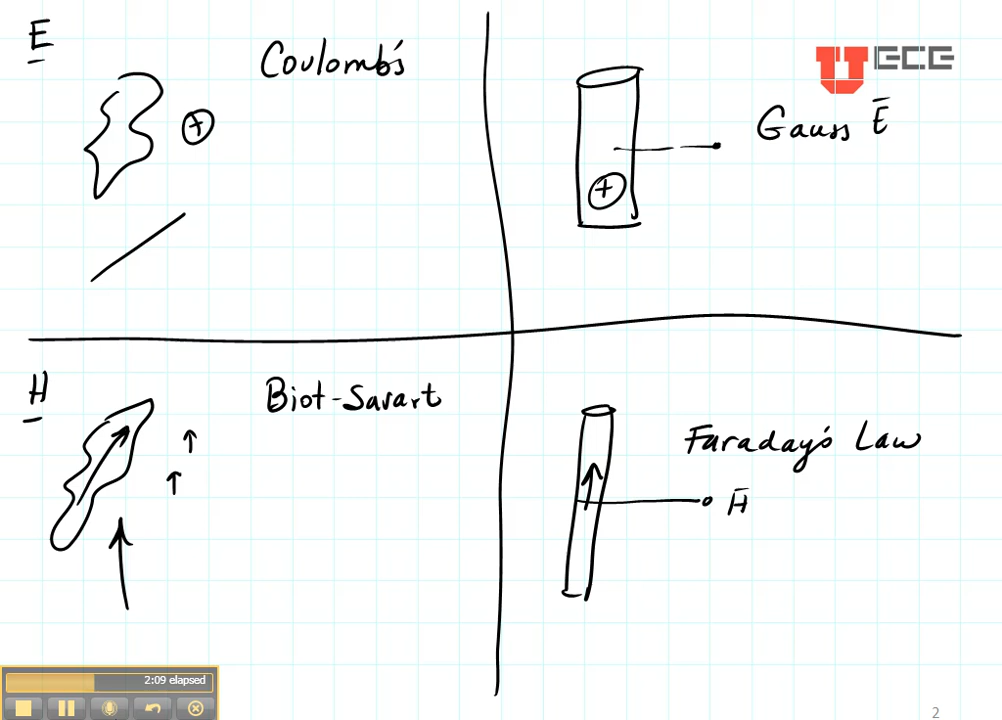 E
Coulomb's
+
U ECE
Gauss E̅
+
H
Biot-Savart
Faraday's Law
H̅
2:09 elapsed
2